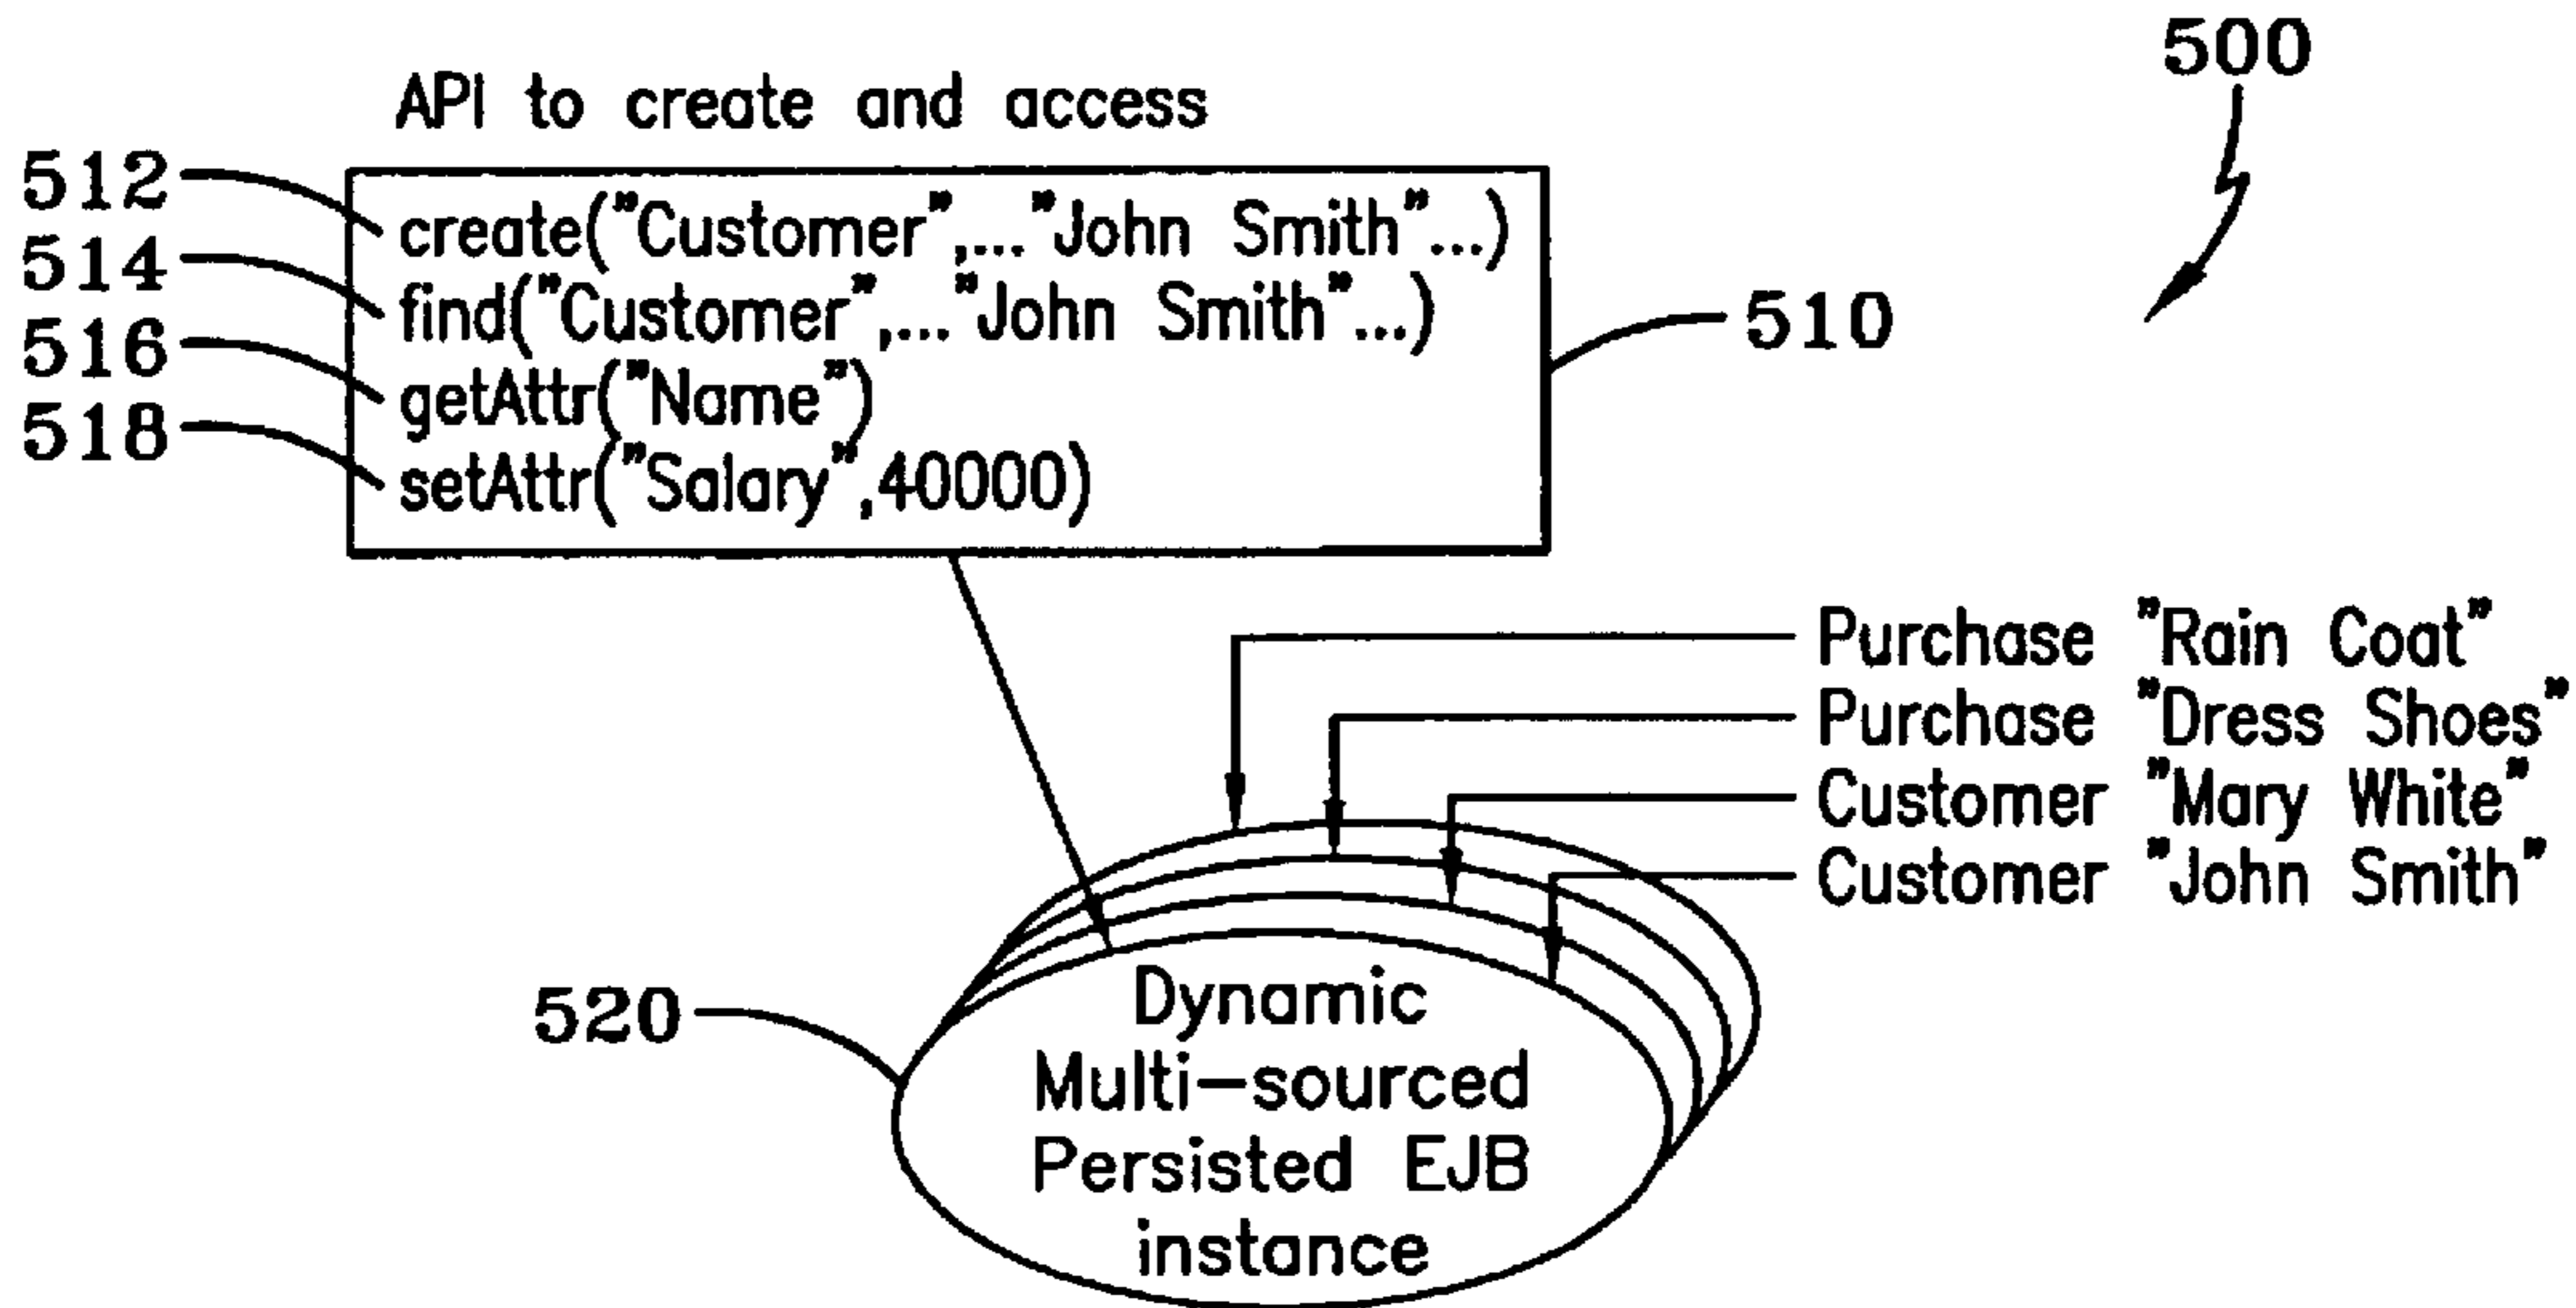 500
API to create and access
512
create("Customer",..."John Smith"...)
514
find("Customer",..."John Smith"...)
510
516
getAttr("Name")
518
setAttr("Salary",40000)
Purchase "Rain Coat"
Purchase "Dress Shoes"
Customer "Mary White"
Customer "John Smith"
520
Dynamic
Multi-sourced
Persisted EJB
instance